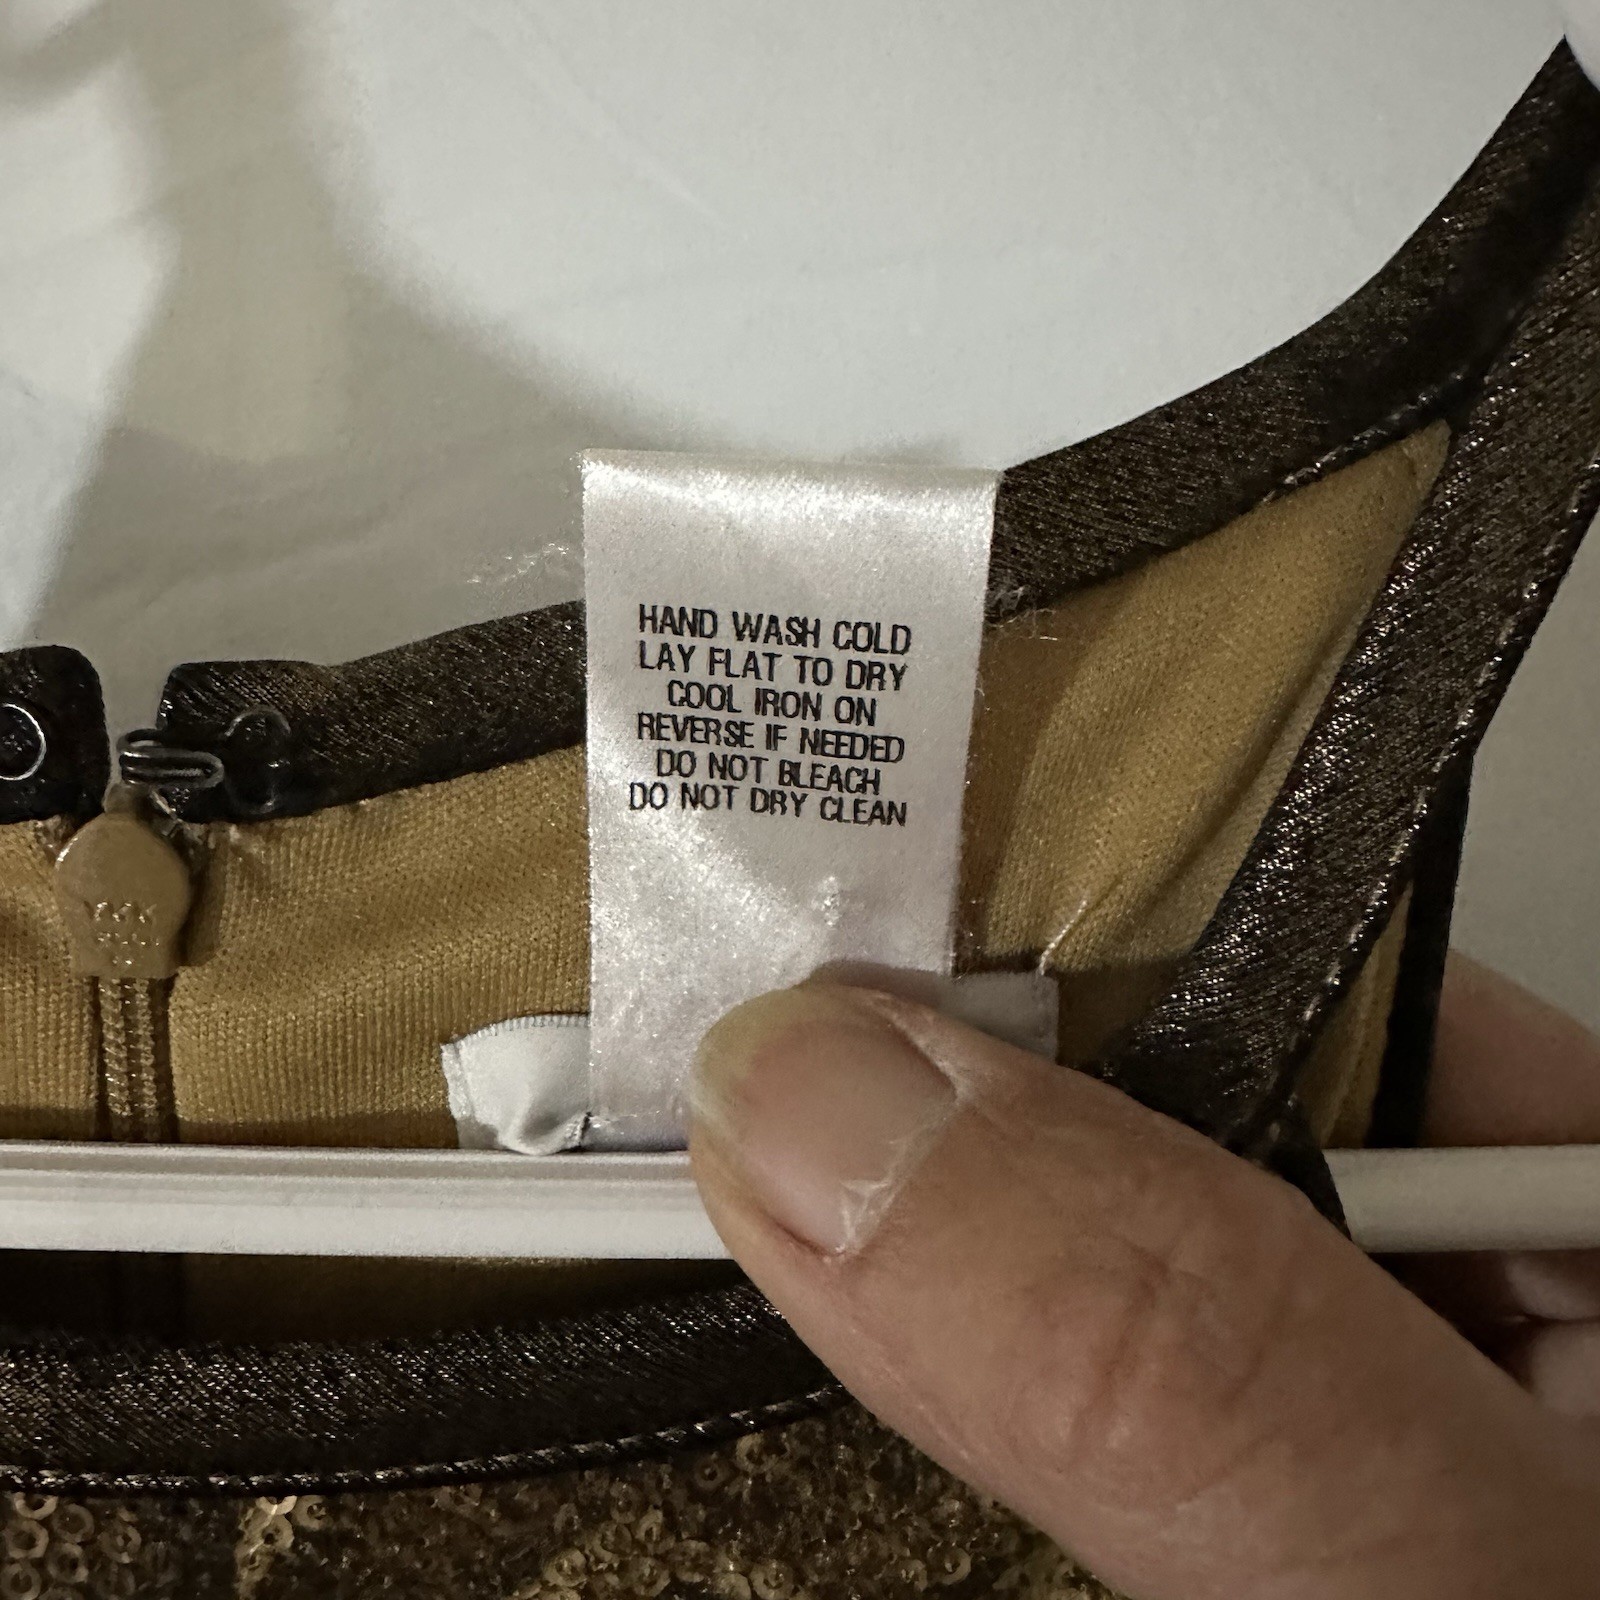 HAND WASH COLD
LAY FLAT TO DRY
COOL IRON ON
REVERSE IF NEEDED
DO NOT BLEACH
DO NOT DRY CLEAN